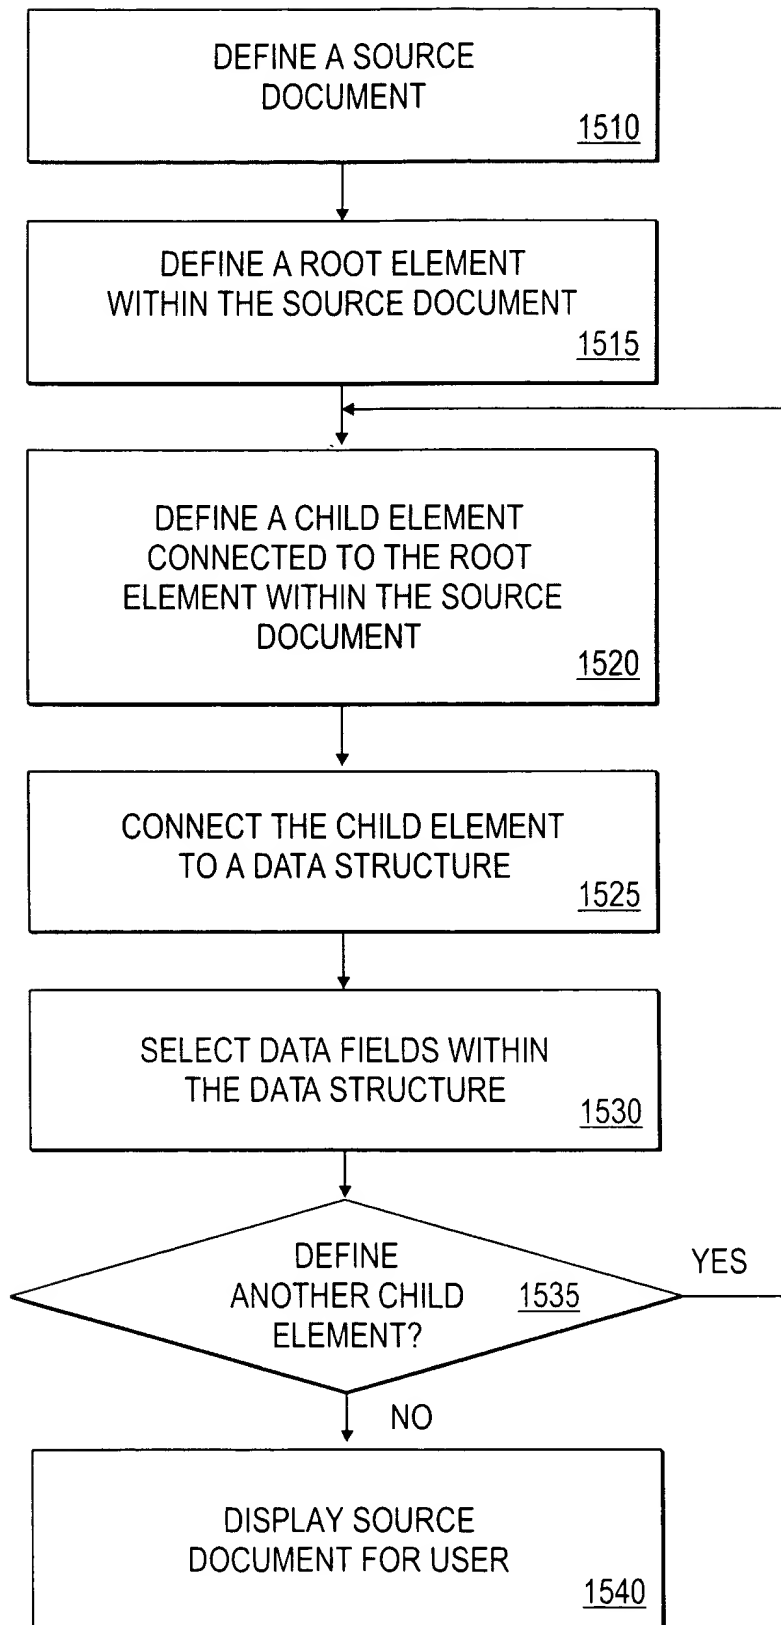 DEFINE A SOURCE
DOCUMENT
1510
DEFINE A ROOT ELEMENT
WITHIN THE SOURCE DOCUMENT
1515
DEFINE A CHILD ELEMENT
CONNECTED TO THE ROOT
ELEMENT WITHIN THE SOURCE
DOCUMENT
1520
CONNECT THE CHILD ELEMENT
TO A DATA STRUCTURE
1525
SELECT DATA FIELDS WITHIN
THE DATA STRUCTURE
1530
DEFINE
ANOTHER CHILD
ELEMENT?
1535
YES
NO
DISPLAY SOURCE
DOCUMENT FOR USER
1540